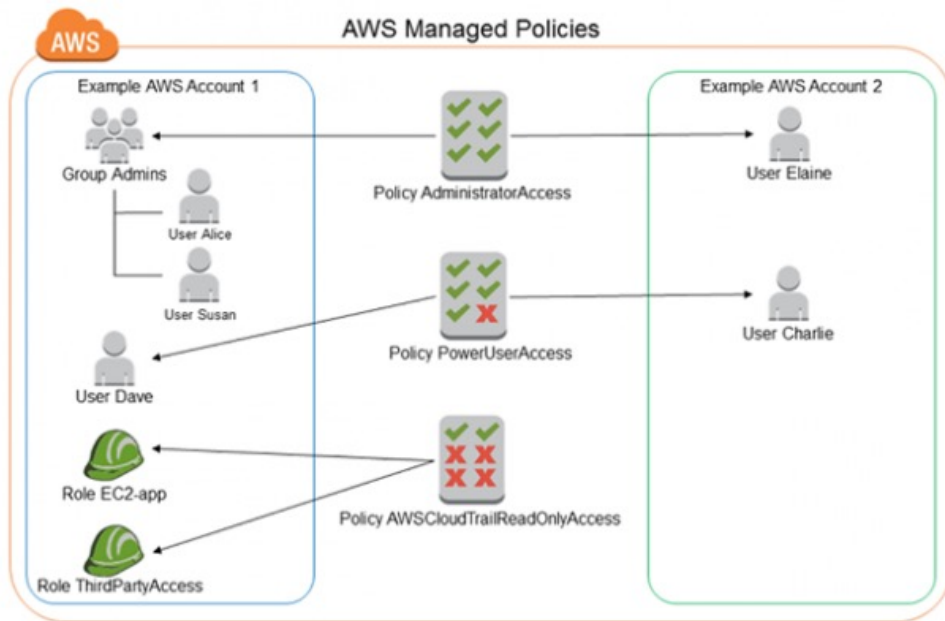 AWS Managed Policies
AWS
Example AWS Account 1
Example AWS Account 2
Group Admins
User Alice
User Susan
User Dave
Role EC2-app
Role ThirdPartyAccess
Policy AdministratorAccess
Policy PowerUserAccess
Policy AWSCloudTrailReadOnlyAccess
User Elaine
User Charlie